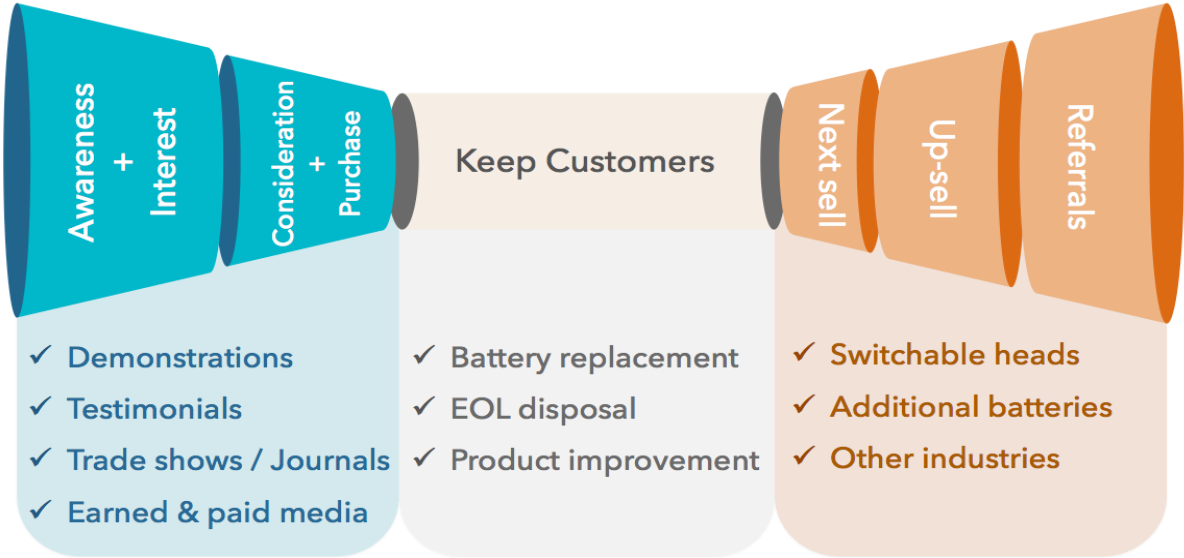 Awareness
+
Interest
Consideration
+
Purchase
Keep Customers
Next sell
Up-sell
Referrals
✓ Demonstrations
✓ Testimonials
✓ Trade shows / Journals
✓ Earned & paid media
✓ Battery replacement
✓ EOL disposal
✓ Product improvement
✓ Switchable heads
✓ Additional batteries
✓ Other industries